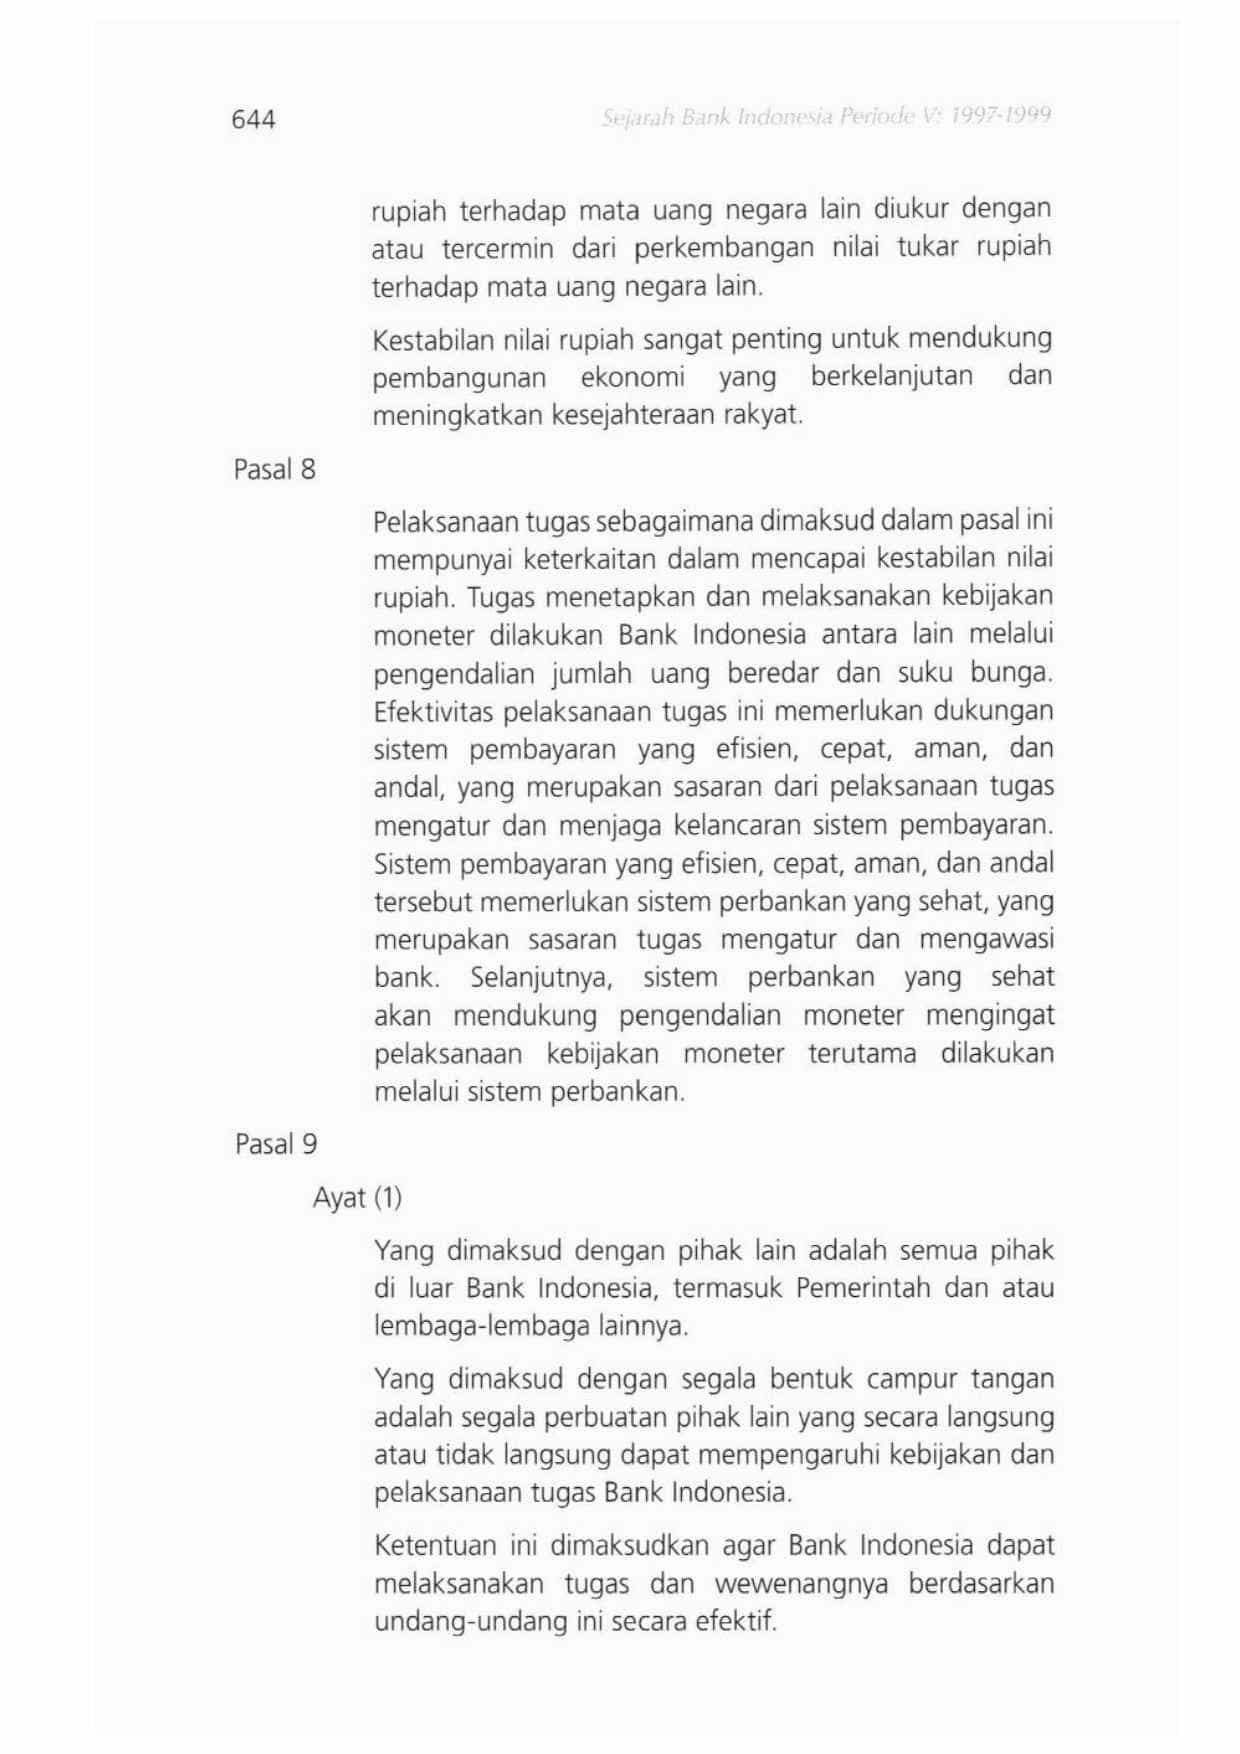 644
Sejarah Bank Indonesia Periode V: 1997-1999
rupiah terhadap mata uang negara lain diukur dengan
atau tercermin dari perkembangan nilai tukar rupiah
terhadap mata uang negara lain.
Kestabilan nilai rupiah sangat penting untuk mendukung
pembangunan ekonomi yang berkelanjutan dan
meningkatkan kesejahteraan rakyat.
Pasal 8
Pelaksanaan tugas sebagaimana dimaksud dalam pasal ini
mempunyai keterkaitan dalam mencapai kestabilan nilai
rupiah. Tugas menetapkan dan melaksanakan kebijakan
moneter dilakukan Bank Indonesia antara lain melalui
pengendalian jumlah uang beredar dan suku bunga.
Efektivitas pelaksanaan tugas ini memerlukan dukungan
sistem pembayaran yang efisien, cepat, aman, dan
andal, yang merupakan sasaran dari pelaksanaan tugas
mengatur dan menjaga kelancaran sistem pembayaran.
Sistem pembayaran yang efisien, cepat, aman, dan andal
tersebut memerlukan sistem perbankan yang sehat, yang
merupakan sasaran tugas mengatur dan mengawasi
bank. Selanjutnya, sistem perbankan yang sehat
akan mendukung pengendalian moneter mengingat
pelaksanaan kebijakan moneter terutama dilakukan
melalui sistem perbankan.
Pasal 9
Ayat (1)
Yang dimaksud dengan pihak lain adalah semua pihak
di luar Bank Indonesia, termasuk Pemerintah dan atau
lembaga-lembaga lainnya.
Yang dimaksud dengan segala bentuk campur tangan
adalah segala perbuatan pihak lain yang secara langsung
atau tidak langsung dapat mempengaruhi kebijakan dan
pelaksanaan tugas Bank Indonesia.
Ketentuan ini dimaksudkan agar Bank Indonesia dapat
melaksanakan tugas dan wewenangnya berdasarkan
undang-undang ini secara efektif.